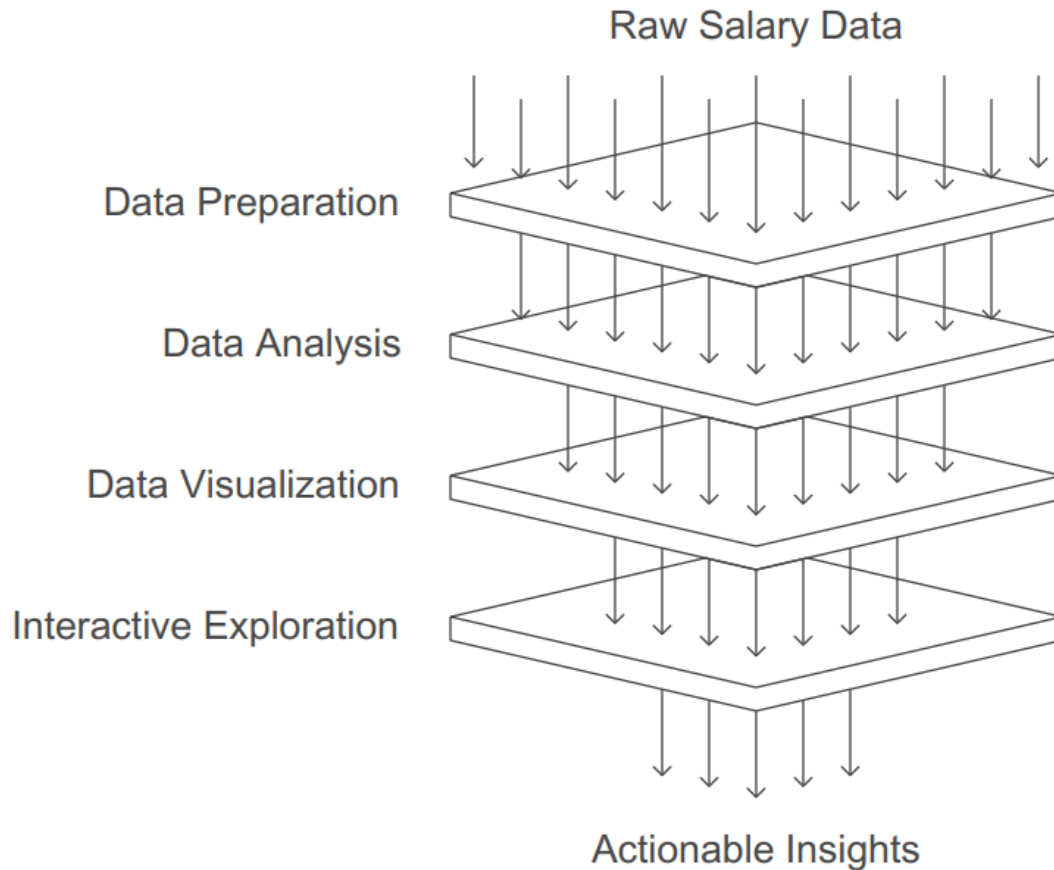 Raw Salary Data
Data Preparation
Data Analysis
Data Visualization
Interactive Exploration
Actionable Insights